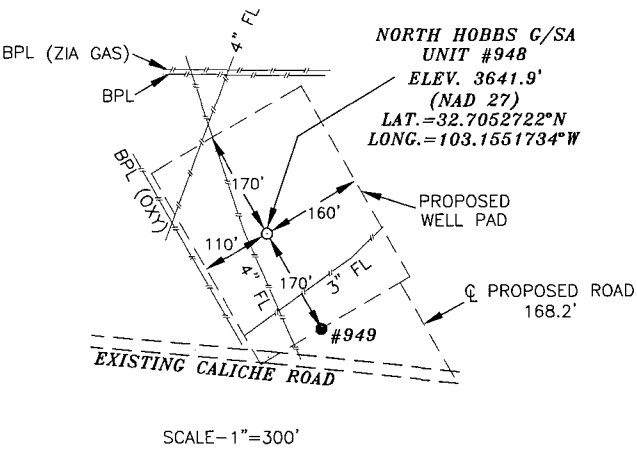 NORTH HOBBS G/SA
UNIT #948
ELEV. 3641.9'
(NAD 27)
LAT.=32.7052722°N
LONG.=103.1551734°W
4" FL
BPL (ZIA GAS)
BPL
BPL (OXY)
170'
160'
110'
170'
4" FL
3" FL
PROPOSED
WELL PAD
℄ PROPOSED ROAD
168.2'
#949
EXISTING CALICHE ROAD
SCALE-1"=300'